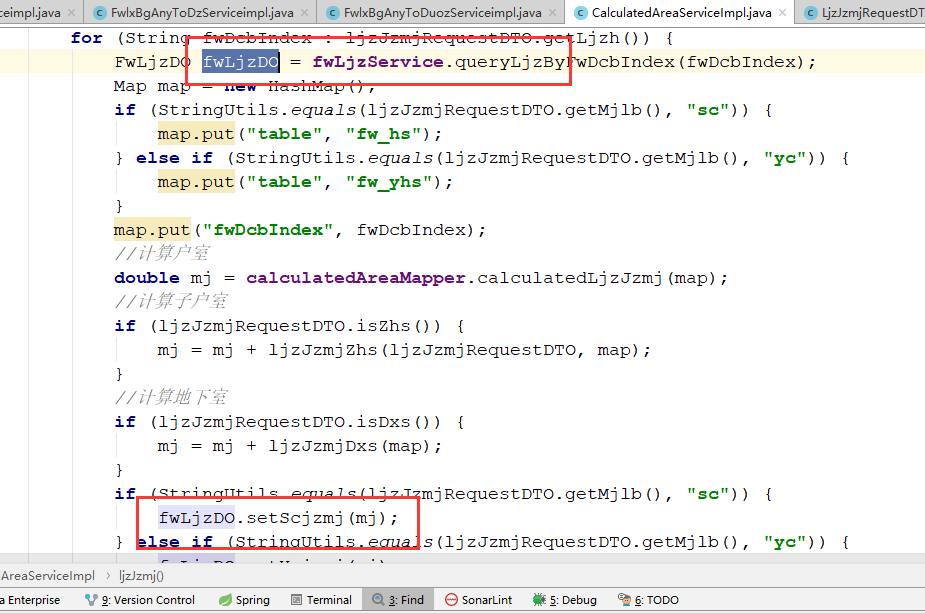 ceimpl.java × FwlxBgAnyToDzServiceimpl.java × FwlxBgAnyToDuozServiceimpl.java × CalculatedAreaServiceImpl.java × LjzJzmjRequestDT
for (String fwDcbIndex : ljzJzmjRequestDTO.getLjzh()) {
FwLjzDO fwLjzDO = fwLjzService.queryLjzByFwDcbIndex(fwDcbIndex);
Map map = new HashMap();
if (StringUtils.equals(ljzJzmjRequestDTO.getMjlb(), "sc")) {
map.put("table", "fw_hs");
} else if (StringUtils.equals(ljzJzmjRequestDTO.getMjlb(), "yc")) {
map.put("table", "fw_yhs");
}
map.put("fwDcbIndex", fwDcbIndex);
//计算户室
double mj = calculatedAreaMapper.calculatedLjzJzmj(map);
//计算子户室
if (ljzJzmjRequestDTO.isZhs()) {
mj = mj + ljzJzmjZhs(ljzJzmjRequestDTO, map);
}
//计算地下室
if (ljzJzmjRequestDTO.isDxs()) {
mj = mj + ljzJzmjDxs(map);
}
if (StringUtils.equals(ljzJzmjRequestDTO.getMjlb(), "sc")) {
fwLjzDO.setScjzmj(mj);
} else if (StringUtils.equals(ljzJzmjRequestDTO.getMjlb(), "yc")) {
AreaServiceImpl › ljzJzmj()
a Enterprise 9: Version Control Spring Terminal 3: Find SonarLint 5: Debug 6: TODO